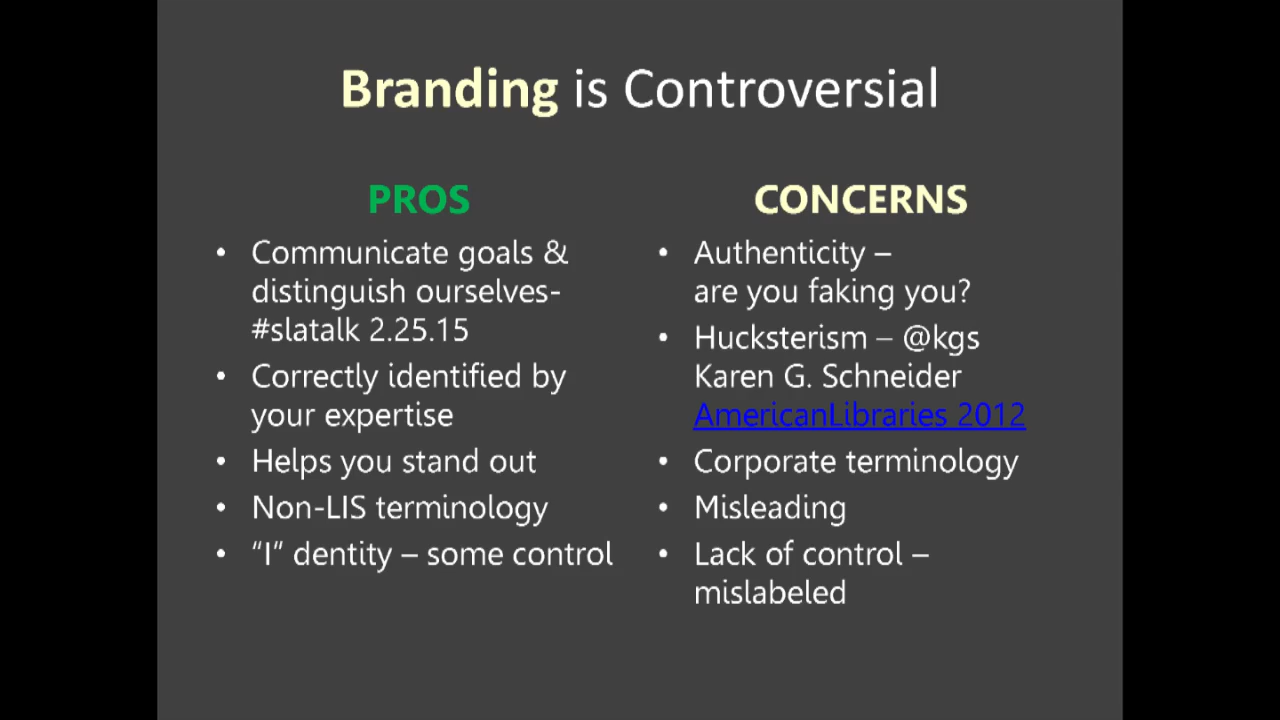 Branding is Controversial
PROS
• Communicate goals &
distinguish ourselves-
#slatalk 2.25.15
• Correctly identified by
your expertise
• Helps you stand out
• Non-LIS terminology
• “I” dentity – some control
CONCERNS
• Authenticity –
are you faking you?
• Hucksterism – @kgs
Karen G. Schneider
AmericanLibraries 2012
• Corporate terminology
• Misleading
• Lack of control –
mislabeled